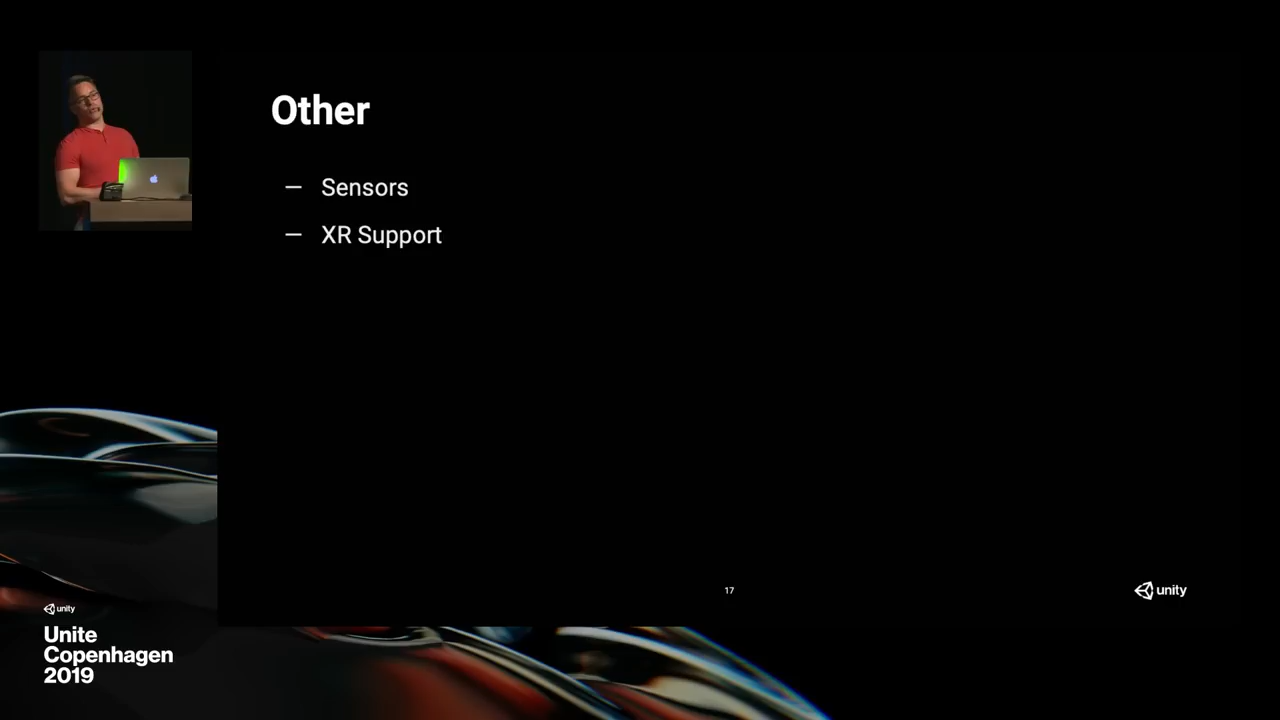 Other
— Sensors
— XR Support
17
unity
unity
Unite
Copenhagen
2019